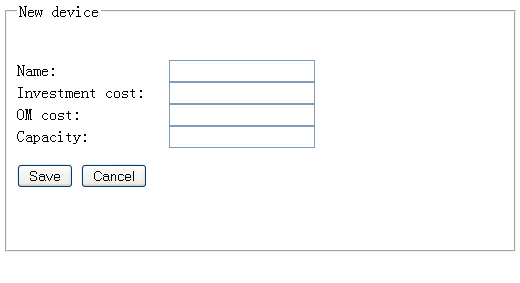 New device
Name:
Investment cost:
OM cost:
Capacity:
Save Cancel